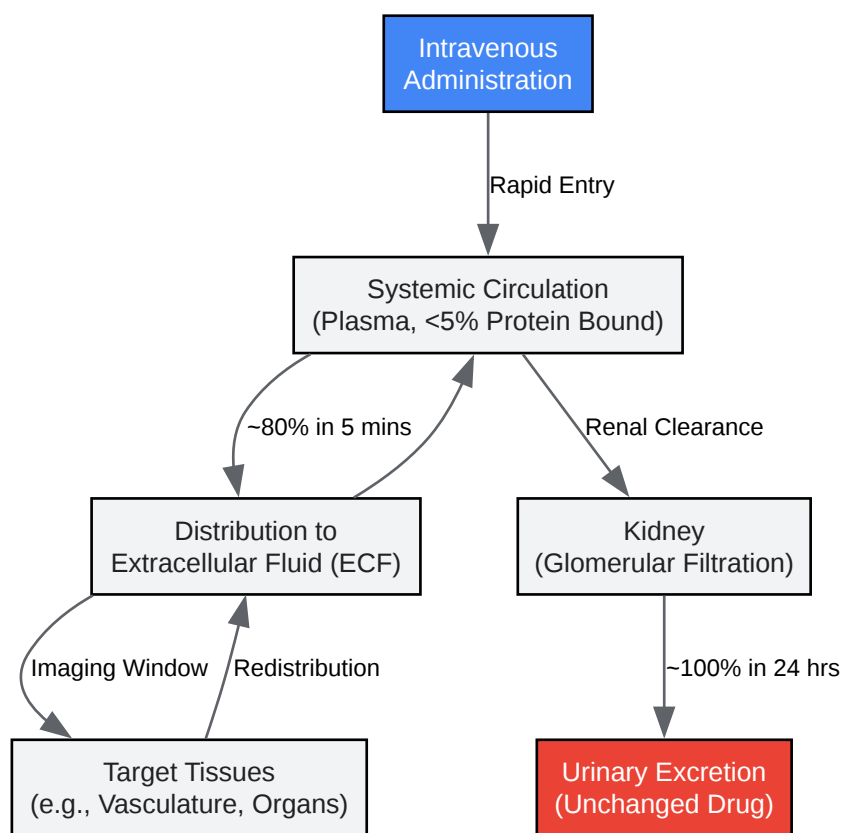 Intravenous
Administration
Rapid Entry
Systemic Circulation
(Plasma, <5% Protein Bound)
~80% in 5 mins
Renal Clearance
Distribution to
Extracellular Fluid (ECF)
Kidney
(Glomerular Filtration)
Imaging Window
Redistribution
~100% in 24 hrs
Target Tissues
(e.g., Vasculature, Organs)
Urinary Excretion
(Unchanged Drug)